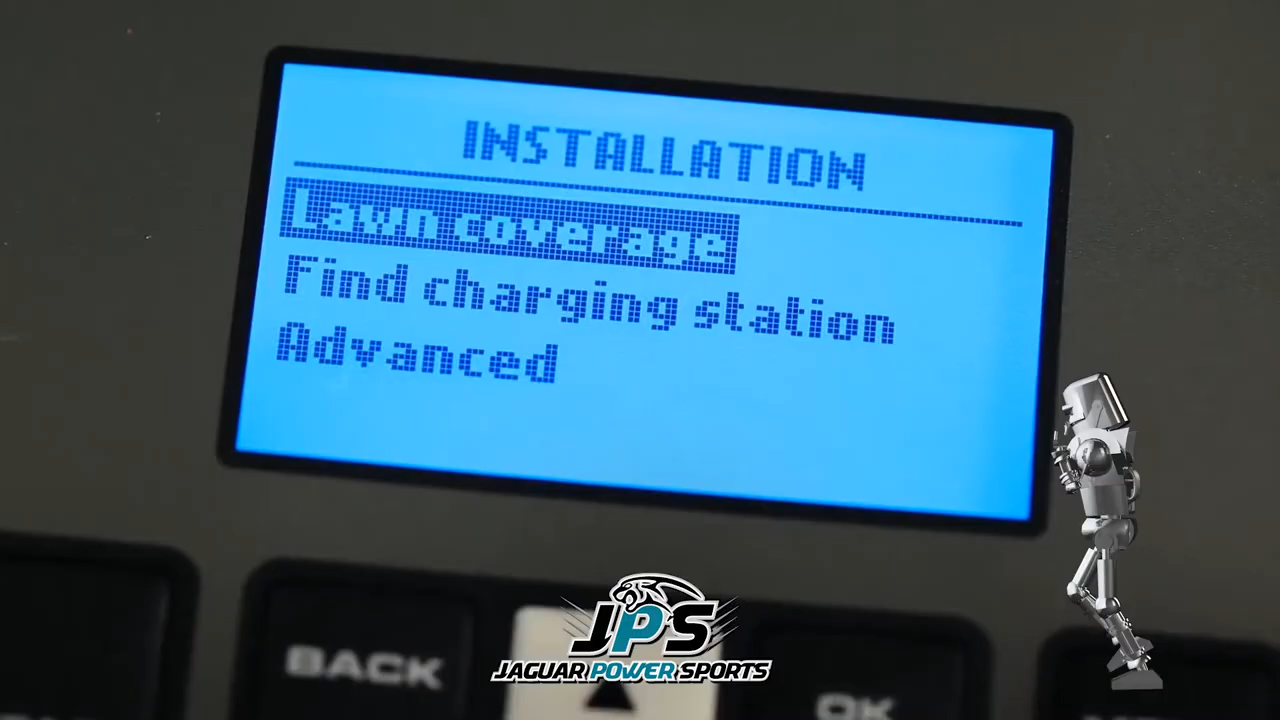 INSTALLATION
Lawn coverage
Find charging station
Advanced
BACK
JPS
JAGUAR POWER SPORTS
OK